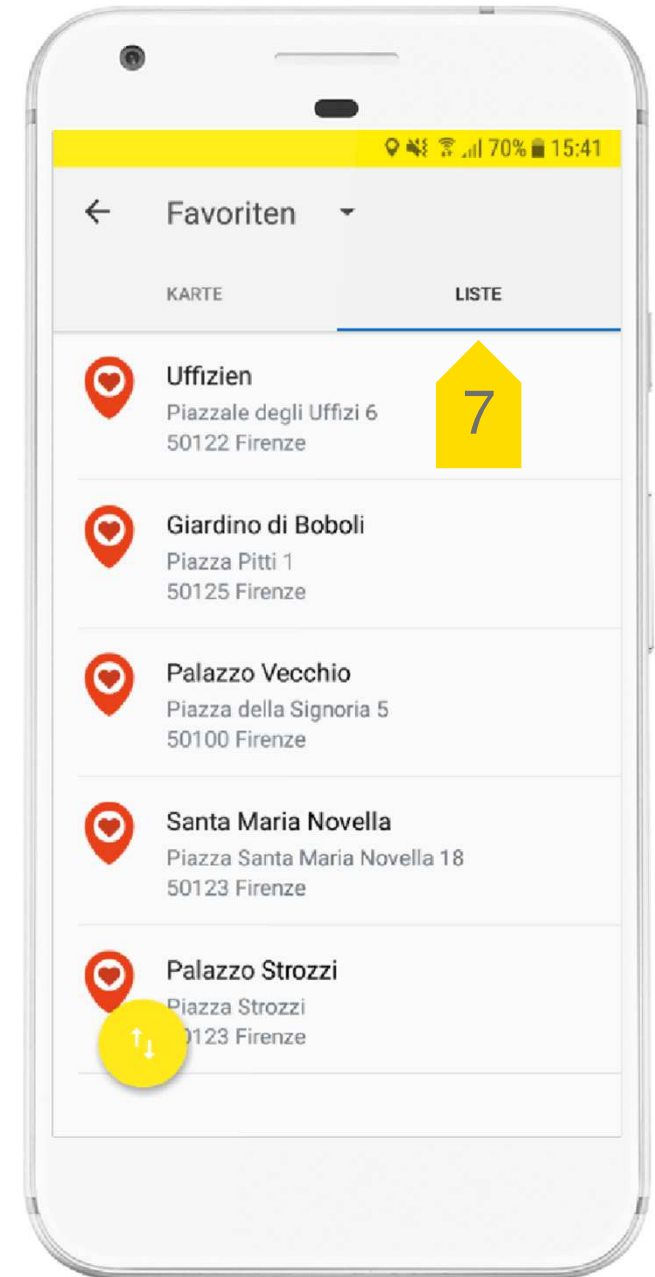 70% 15:41
Favoriten
KARTE LISTE
Uffizien
Piazzale degli Uffizi 6
50122 Firenze
7
Giardino di Boboli
Piazza Pitti 1
50125 Firenze
Palazzo Vecchio
Piazza della Signoria 5
50100 Firenze
Santa Maria Novella
Piazza Santa Maria Novella 18
50123 Firenze
Palazzo Strozzi
Piazza Strozzi
0123 Firenze